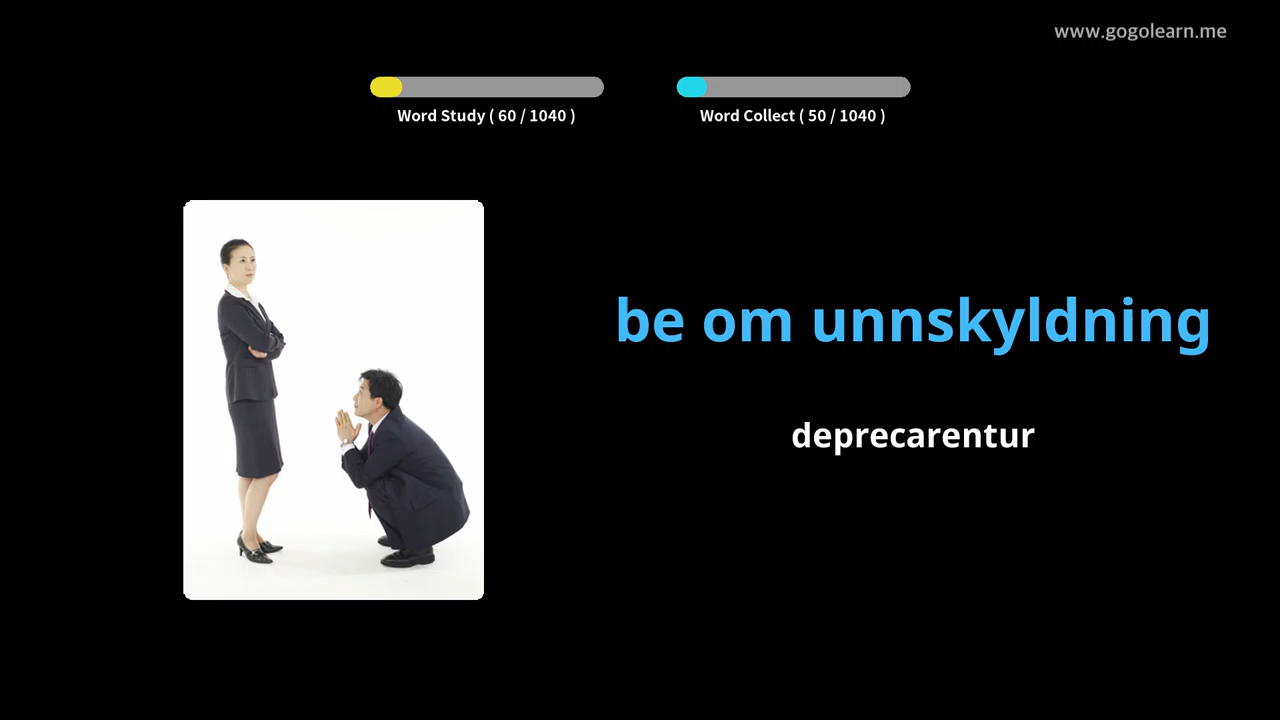 www.gogolearn.me
Word Study ( 60 / 1040 )
Word Collect ( 50 / 1040 )
be om unnskyldning
deprecarentur